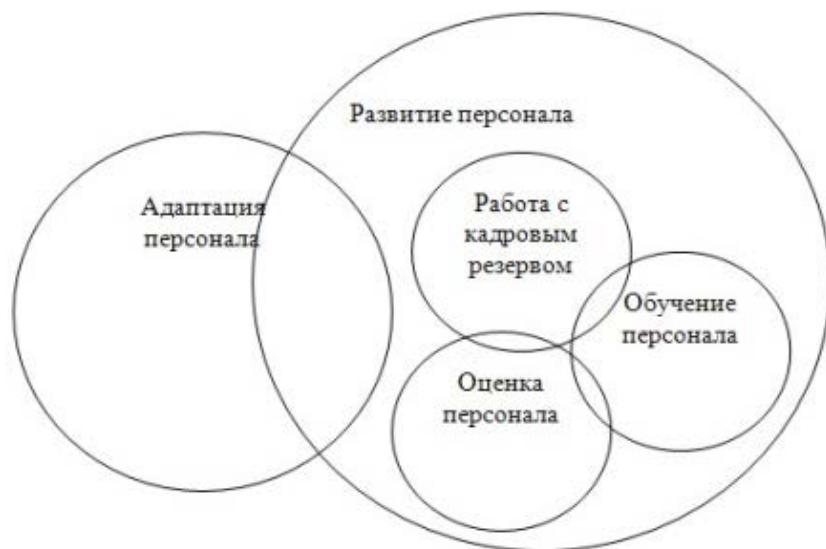 Развитие персонала
Адаптация
персонала
Работа с
кадровым
резервом
Обучение
персонала
Оценка
персонала